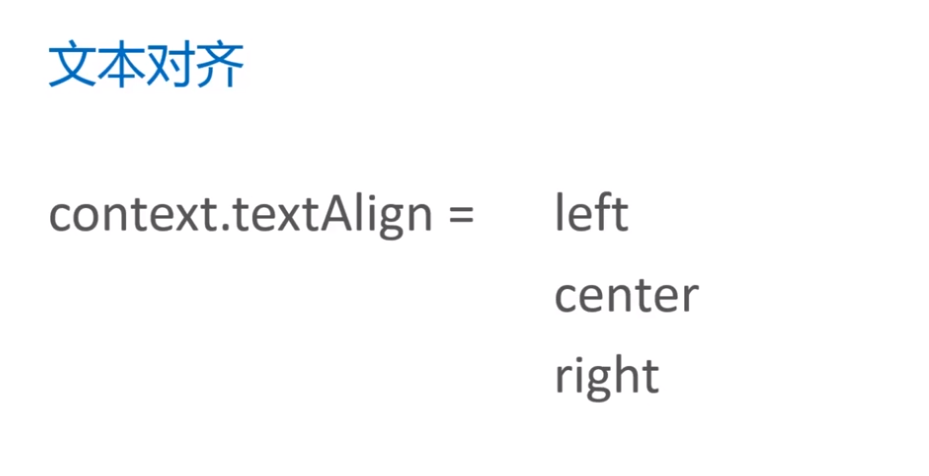 文本对齐
context.textAlign = left
center
right